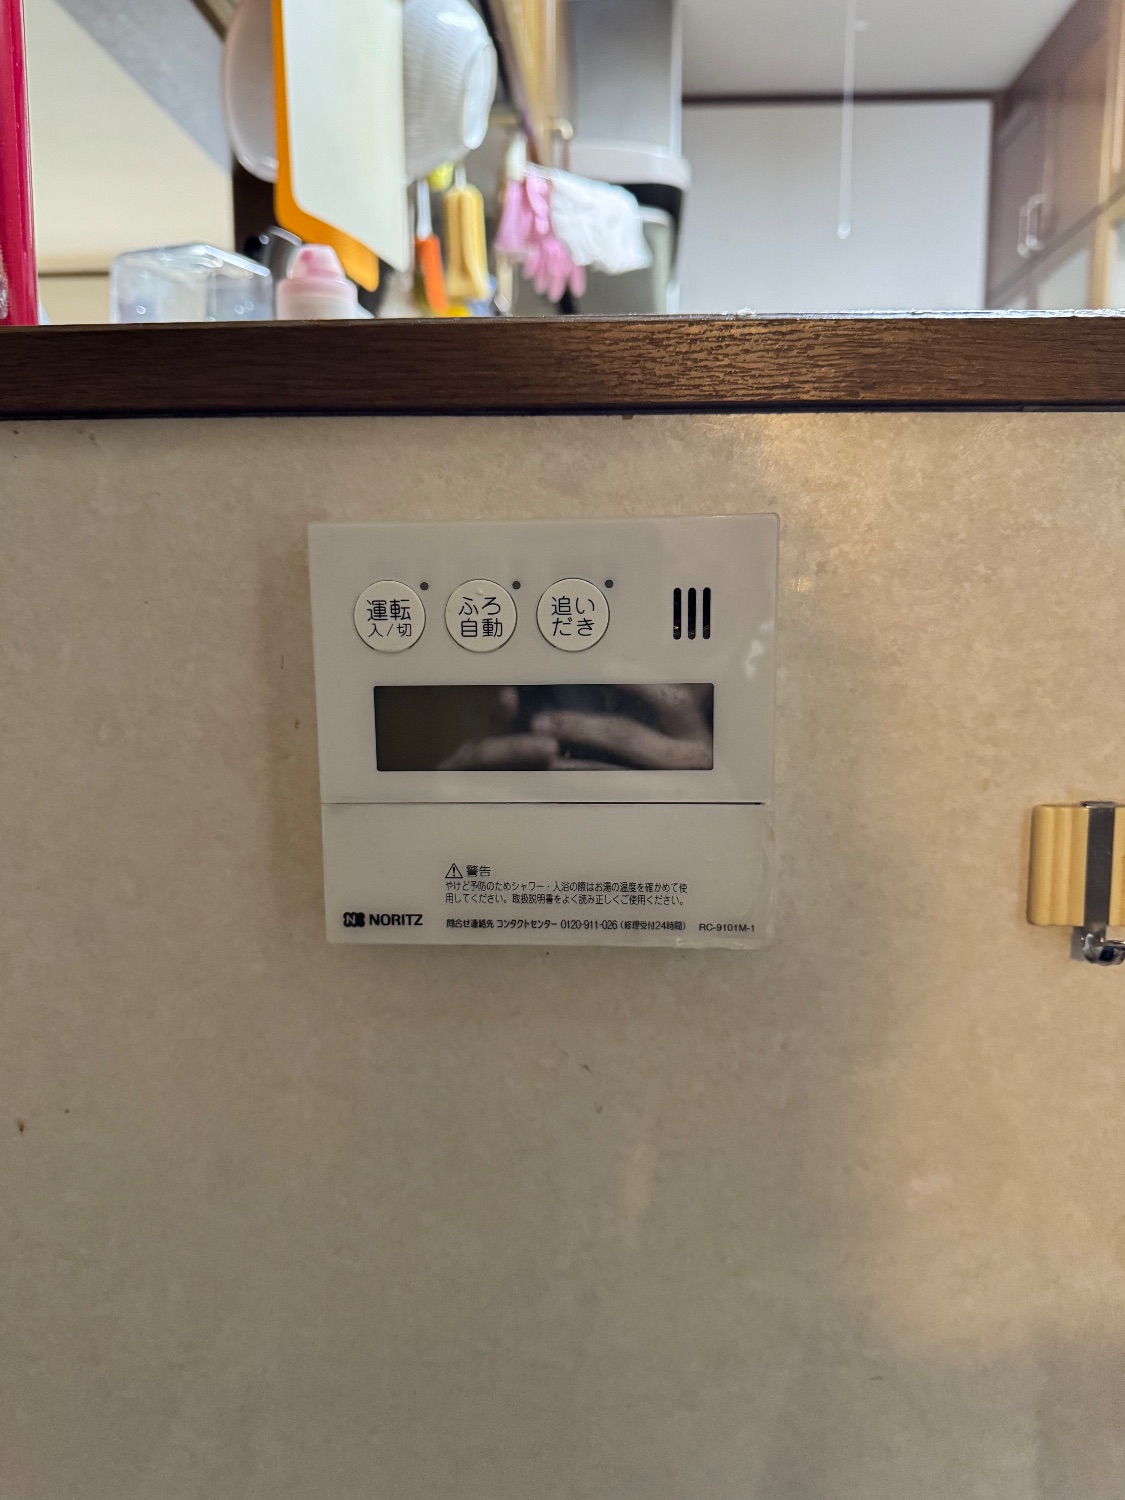 運転
入/切
ふろ
自動
追い
だき
⚠警告
やけど予防のためシャワー・入浴の際はお湯の温度を確かめて使
用してください。取扱説明書をよく読み正しくご使用ください。
NORITZ
問合せ連絡先 コンタクトセンター 0120-911-026 (修理受付24時間)
RC-9101M-1